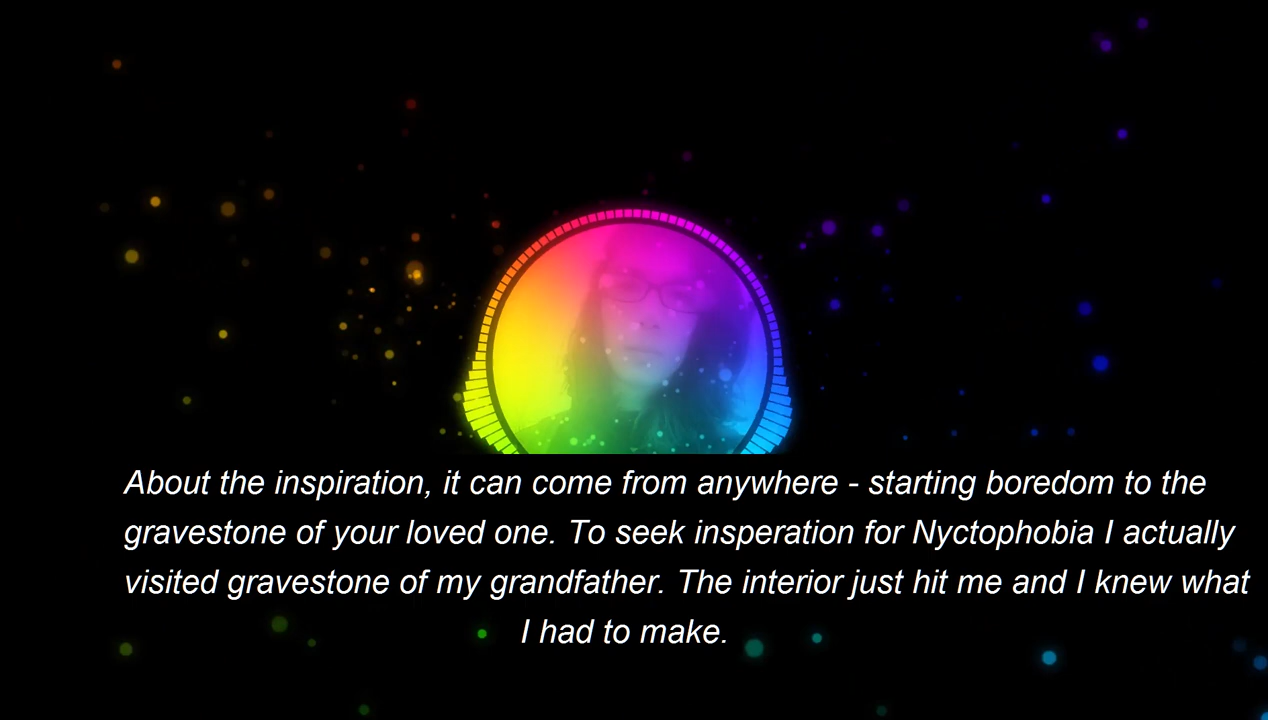 About the inspiration, it can come from anywhere - starting boredom to the
gravestone of your loved one. To seek insperation for Nyctophobia I actually
visited gravestone of my grandfather. The interior just hit me and I knew what
I had to make.